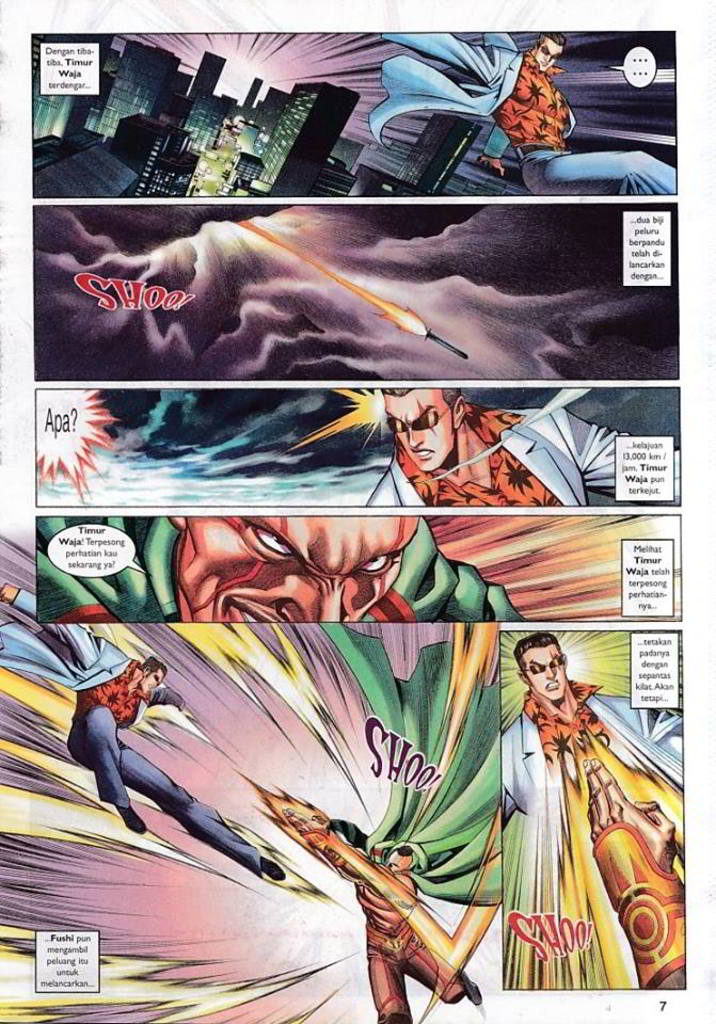 Dengan tiba-
tiba, Timur
Waja
terdengar...
...
...
...dua biji
peluru
berpandu
telah di-
lancarkan
dengan...
SHOO!
Apa?
...kelajuan
13,000 km /
jam. Timur
Waja pun
terkejut.
Timur
Waja! Terpesong
perhatian kau
sekarang ya?
Melihat
Timur
Waja telah
terpesong
perhatian-
nya...
SHOO!
...Fushi pun
mengambil
peluang itu
untuk
melancarkan...
...tetakan
padanya
dengan
sepantas
kilat. Akan
tetapi...
SHOO!
7